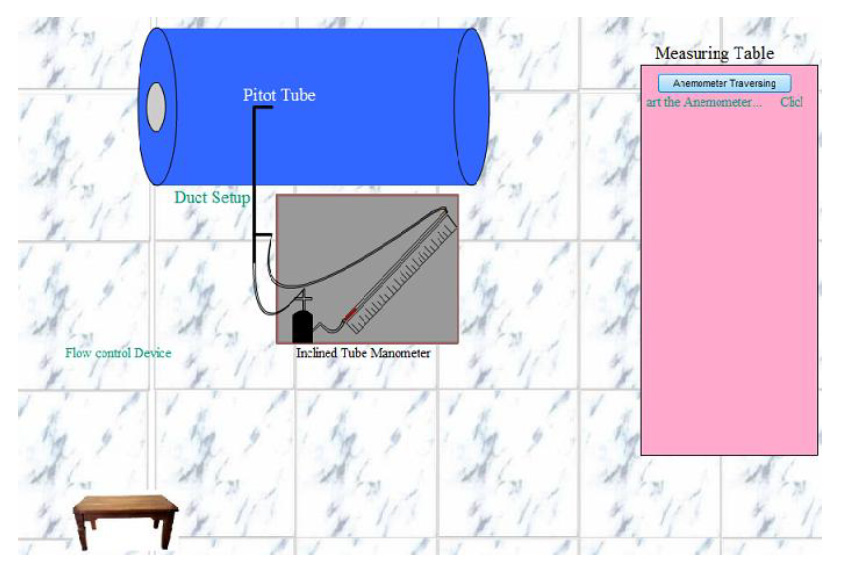 Measuring Table
Anemometer Traversing
art the Anemometer... Clicl
Pitot Tube
Duct Setup
Flow control Device
Inclined Tube Manometer